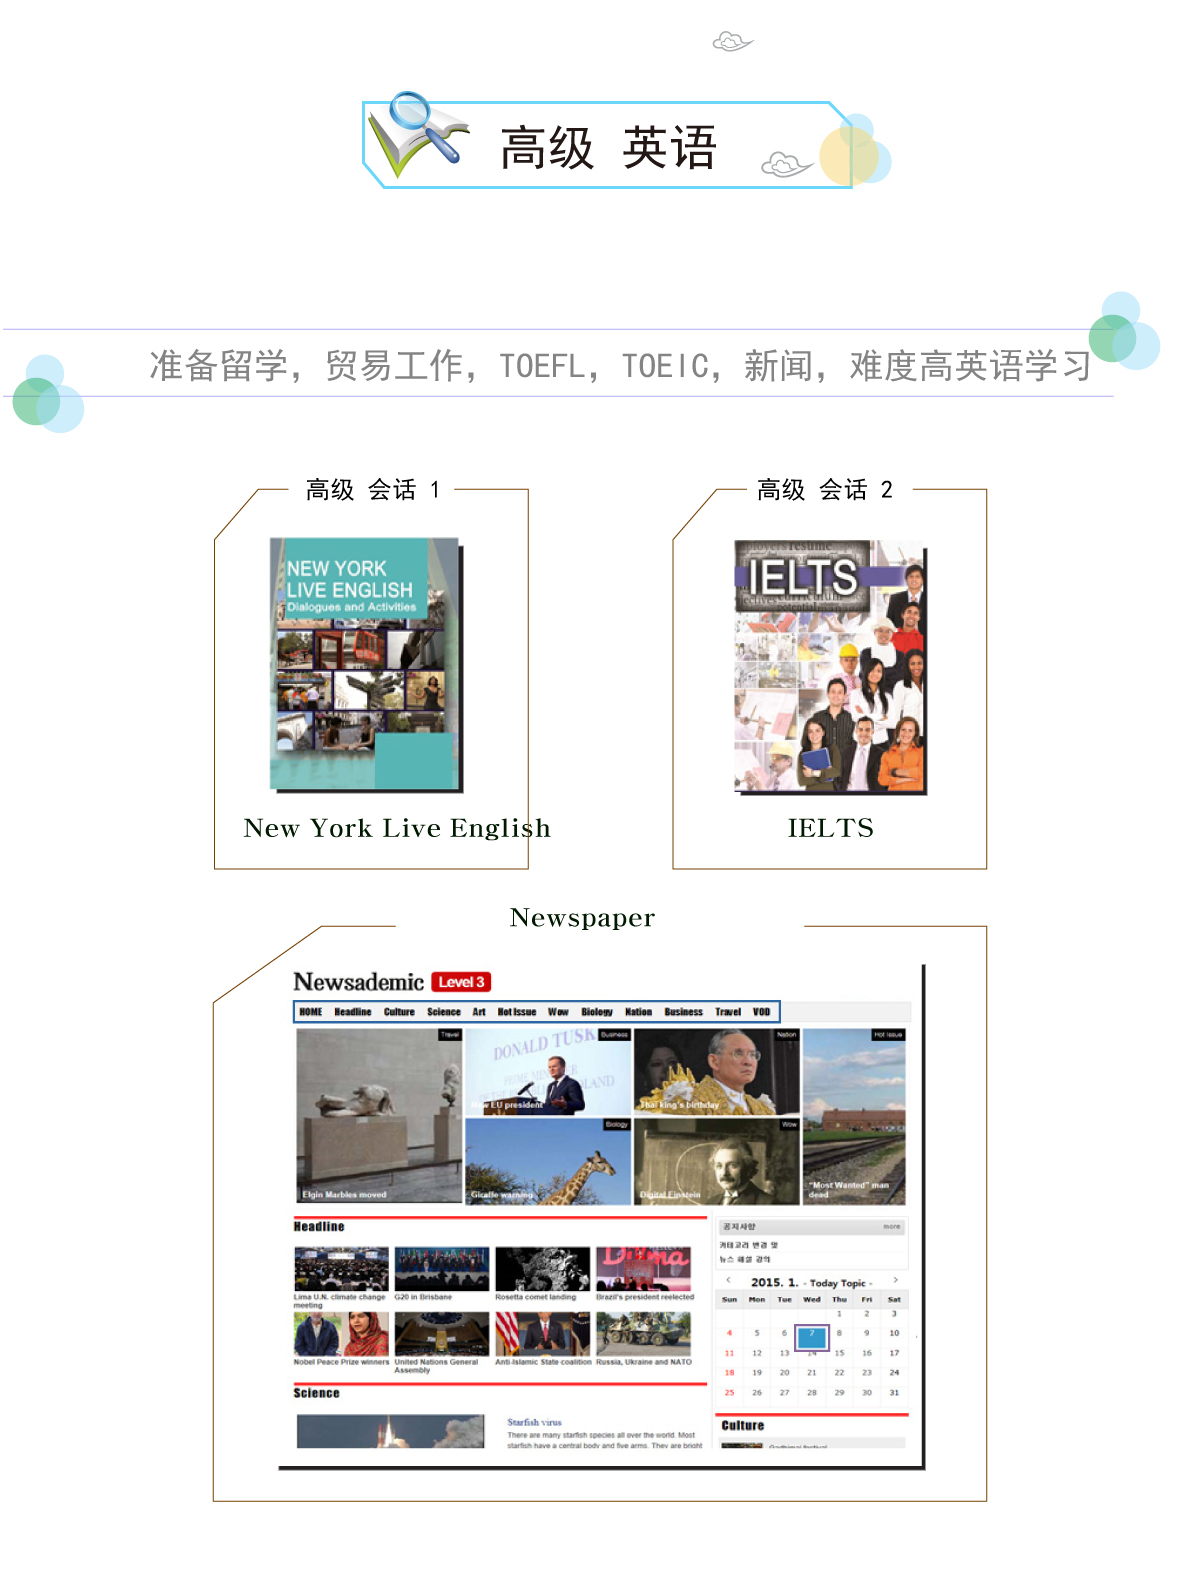 高级 英语
准备留学，贸易工作，TOEFL，TOEIC，新闻，难度高英语学习
高级 会话 1
高级 会话 2
NEW YORK
LIVE ENGLISH
Dialogues and Activities
resume
IELTS
potential
New York Live English
IELTS
Newspaper
Newsademic Level 3
HOME Headline Culture Science Art Hot Issue Wow Biology Nation Business Travel VOD
Travel
Business
Nation
Hot Issue
DONALD TUSK
EU president
Thai king's birthday
Biology
Wow
Elgin Marbles moved
Giraffe warning
Digital Einstein
"Most Wanted" man
dead
Headline
Lima U.N. climate change
meeting
G20 in Brisbane
Rosetta comet landing
Brazil's president reelected
Nobel Peace Prize winners
United Nations General
Assembly
Anti-Islamic State coalition
Russia, Ukraine and NATO
공지사항 more
카테고리 변경 및
뉴스 해설 강의
2015. 1. - Today Topic -
Sun Mon Tue Wed Thu Fri Sat
1 2 3
4 5 6 7 8 9 10
11 12 13 14 15 16 17
18 19 20 21 22 23 24
25 26 27 28 29 30 31
Science
Starfish virus
There are many starfish species all over the world. Most
starfish have a central body and five arms. They are bright
Culture